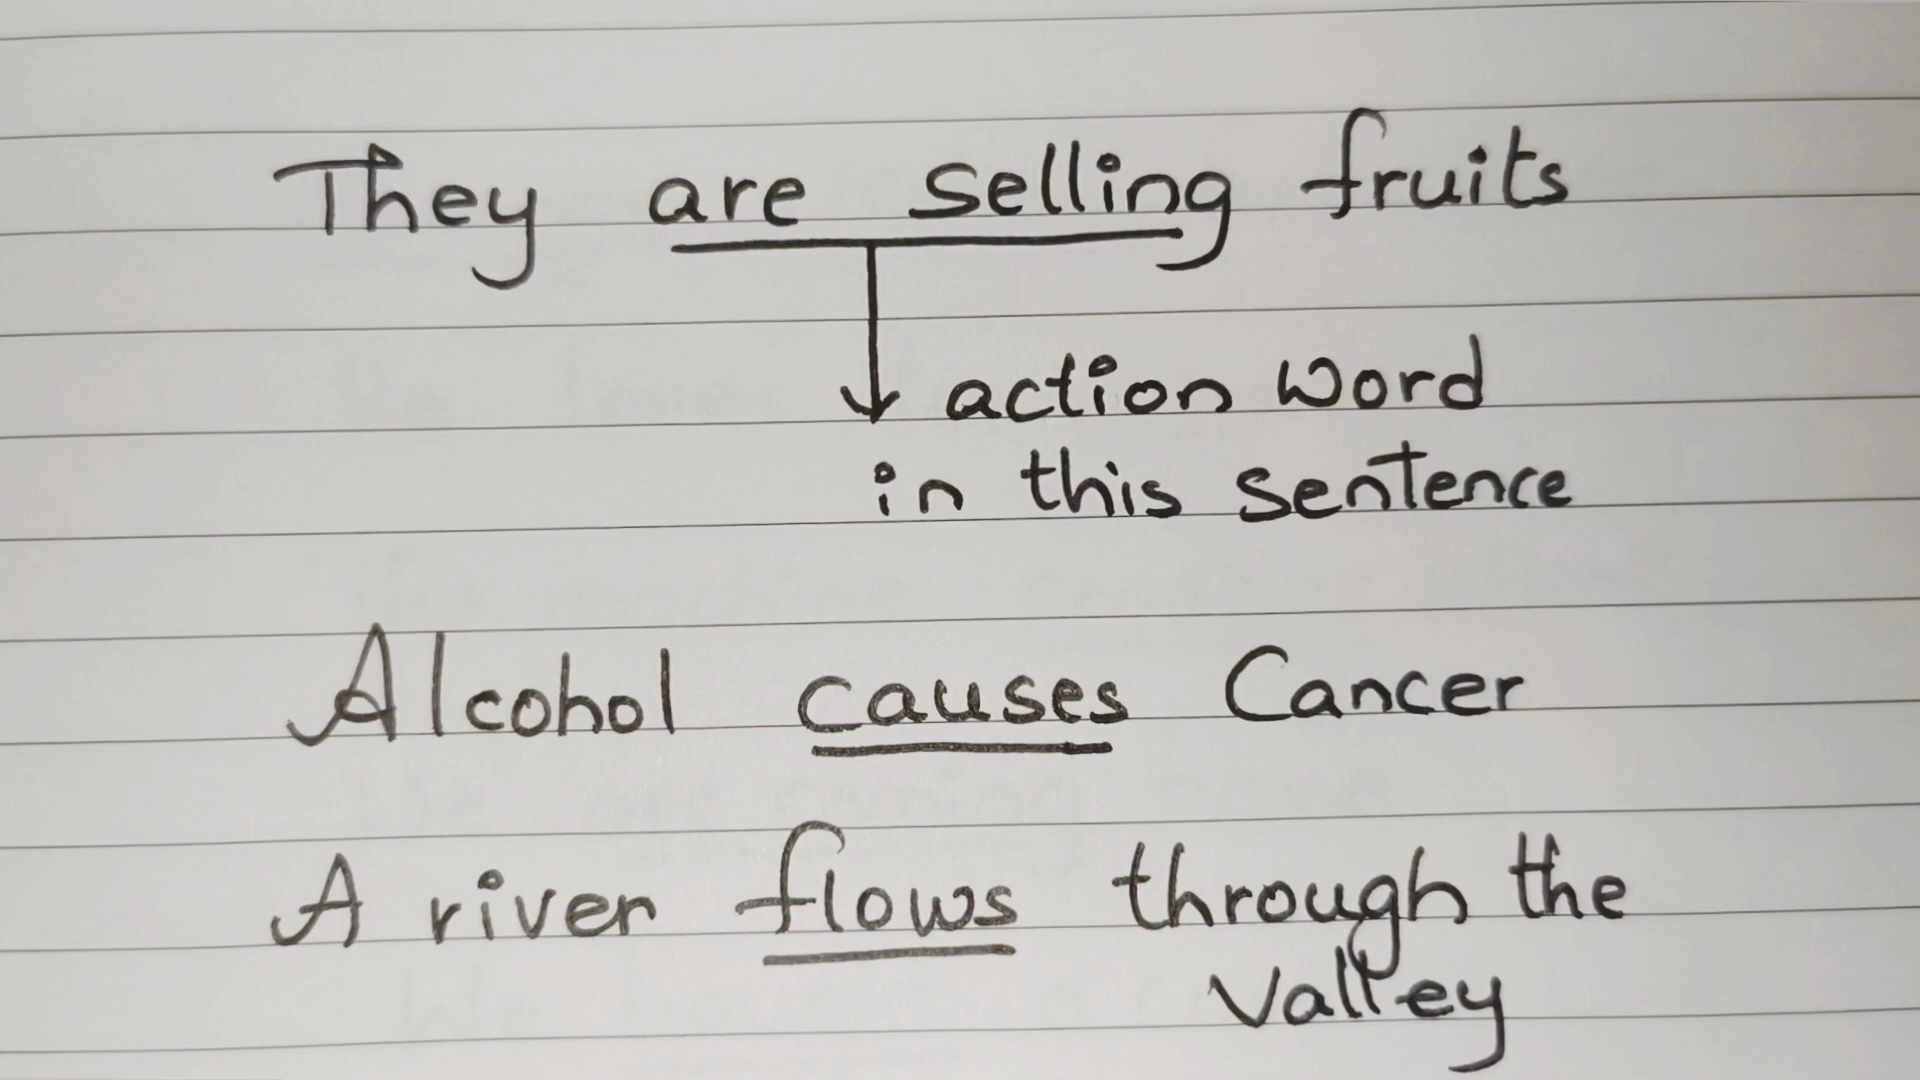 They are selling fruits
action word
in this sentence
Alcohol causes Cancer
A river flows through the
valley